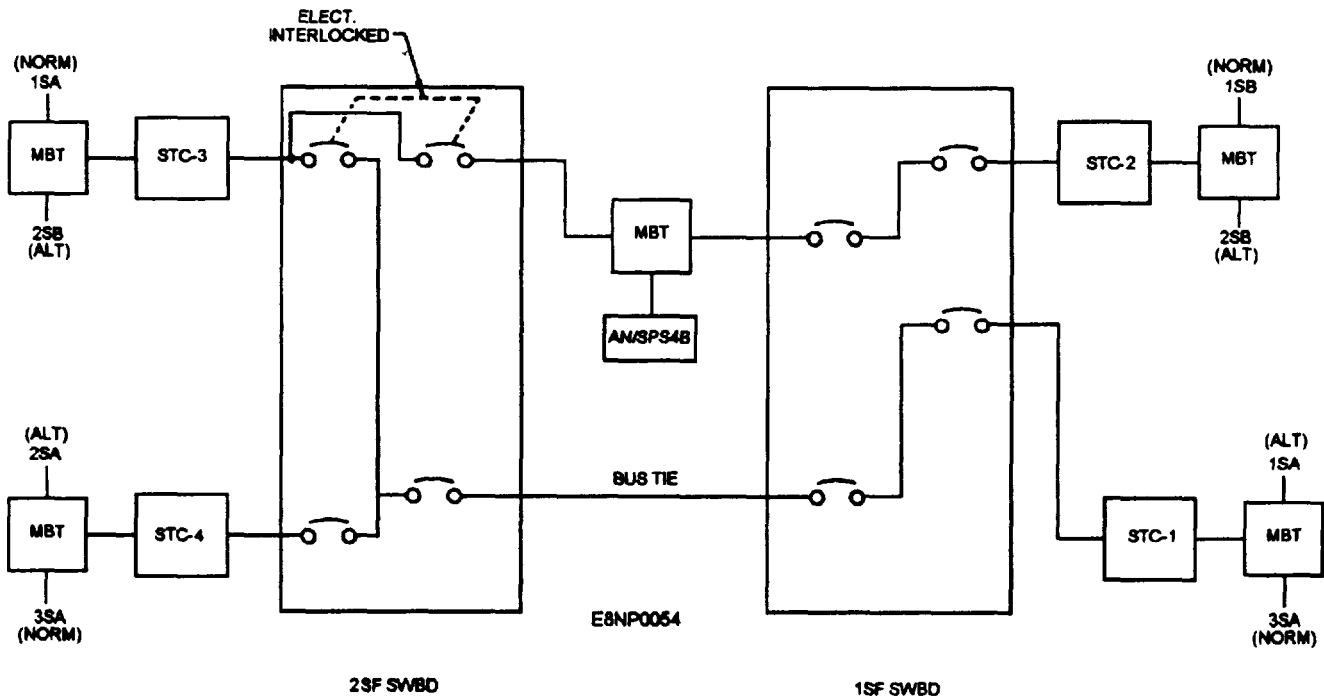 ELECT.
INTERLOCKED
(NORM)
1SA
MBT
2SB
(ALT)
STC-3
(NORM)
1SB
STC-2
MBT
2SB
(ALT)
MBT
AN/SPS4B
(ALT)
2SA
MBT
3SA
(NORM)
STC-4
BUS TIE
(ALT)
1SA
STC-1
MBT
3SA
(NORM)
E8NP0054
2SF SWBD
1SF SWBD